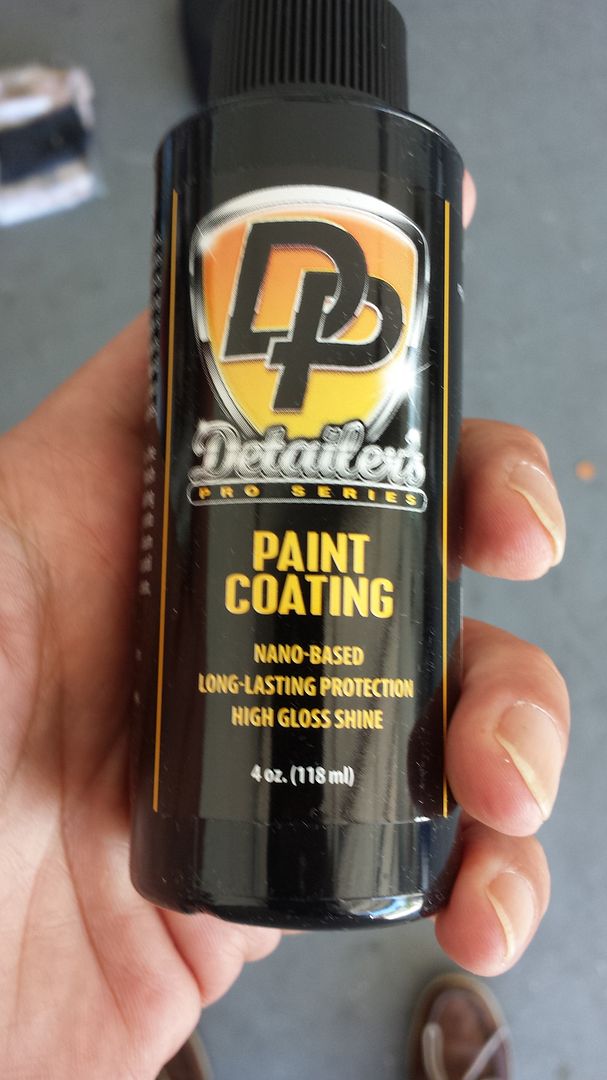 DP
Detailer's
PRO SERIES
PAINT
COATING
NANO-BASED
LONG-LASTING PROTECTION
HIGH GLOSS SHINE
4 oz. (118 ml)